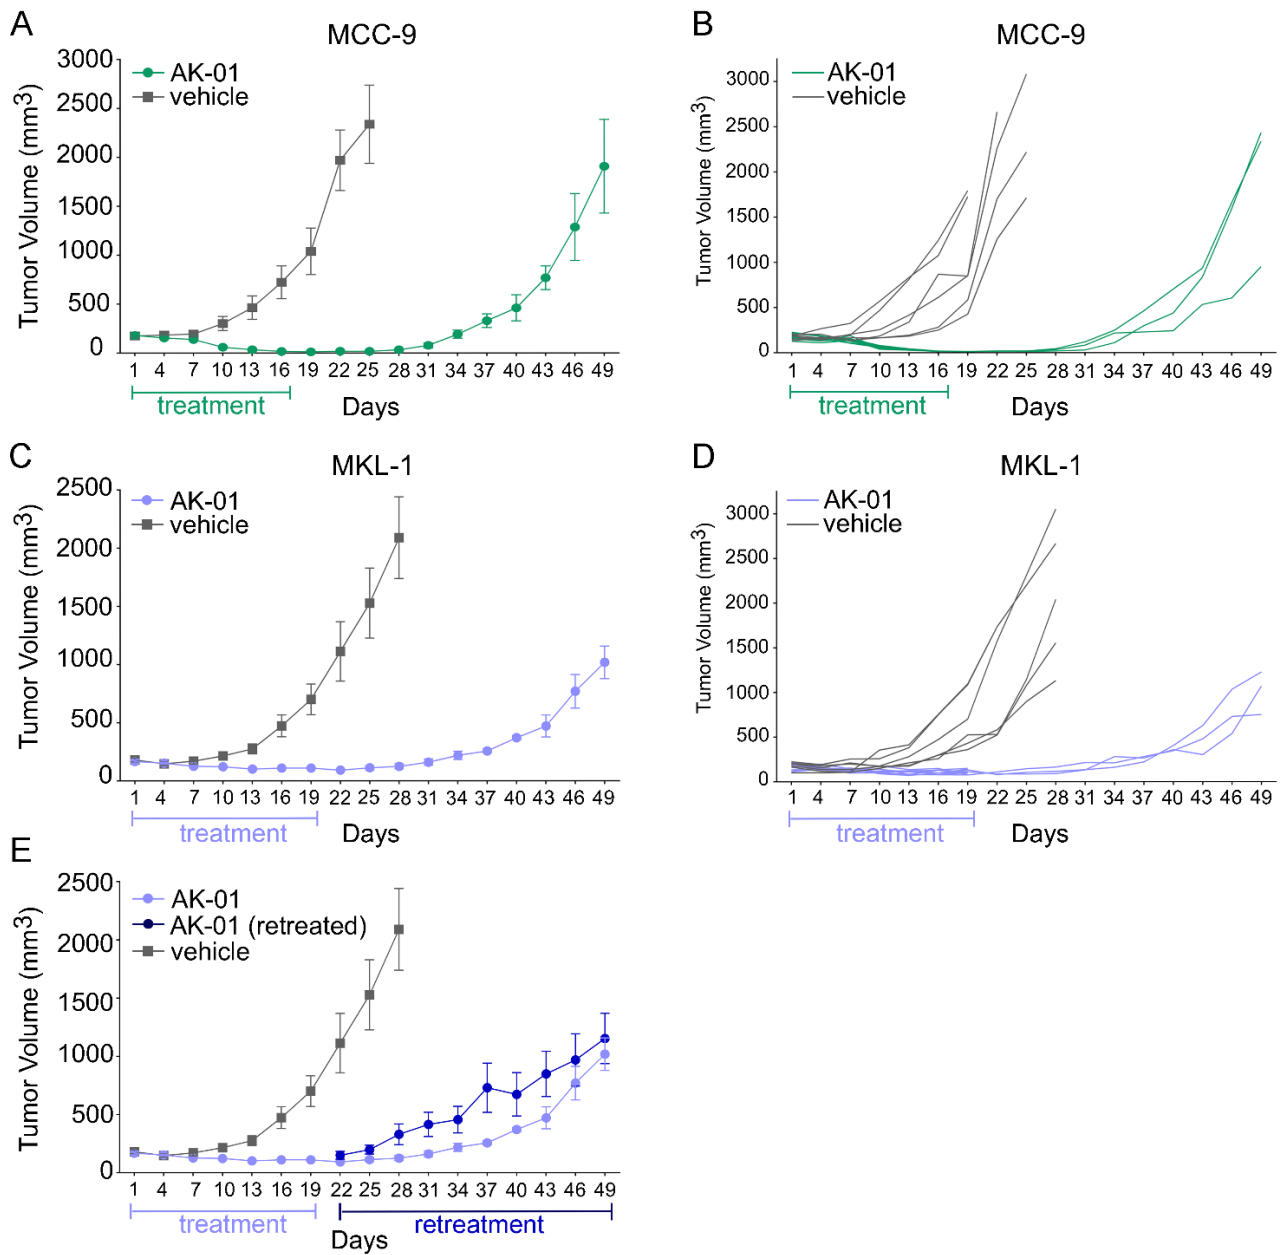 A
MCC-9
AK-01
vehicle
Tumor Volume (mm3)
3000
2500
2000
1500
1000
500
0
1 4 7 10 13 16 19 22 25 28 31 34 37 40 43 46 49
treatment
Days
B
MCC-9
AK-01
vehicle
Tumor Volume (mm3)
3000
2500
2000
1500
1000
500
0
1 4 7 10 13 16 19 22 25 28 31 34 37 40 43 46 49
treatment
Days
C
MKL-1
AK-01
vehicle
Tumor Volume (mm3)
2500
2000
1500
1000
500
0
1 4 7 10 13 16 19 22 25 28 31 34 37 40 43 46 49
treatment
Days
D
MKL-1
AK-01
vehicle
Tumor Volume (mm3)
3000
2500
2000
1500
1000
500
0
1 4 7 10 13 16 19 22 25 28 31 34 37 40 43 46 49
treatment
Days
E
AK-01
AK-01 (retreated)
vehicle
Tumor Volume (mm3)
2500
2000
1500
1000
500
0
1 4 7 10 13 16 19 22 25 28 31 34 37 40 43 46 49
treatment
retreatment
Days